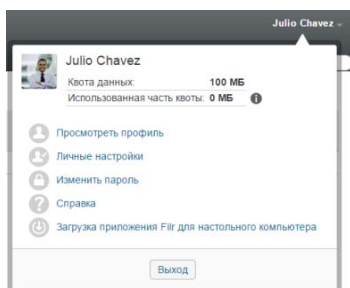 Julio Chavez
Julio Chavez
Квота данных: 100 МБ
Использованная часть квоты: 0 МБ
Просмотреть профиль
Личные настройки
Изменить пароль
Справка
Загрузка приложения Filr для настольного компьютера
Выход